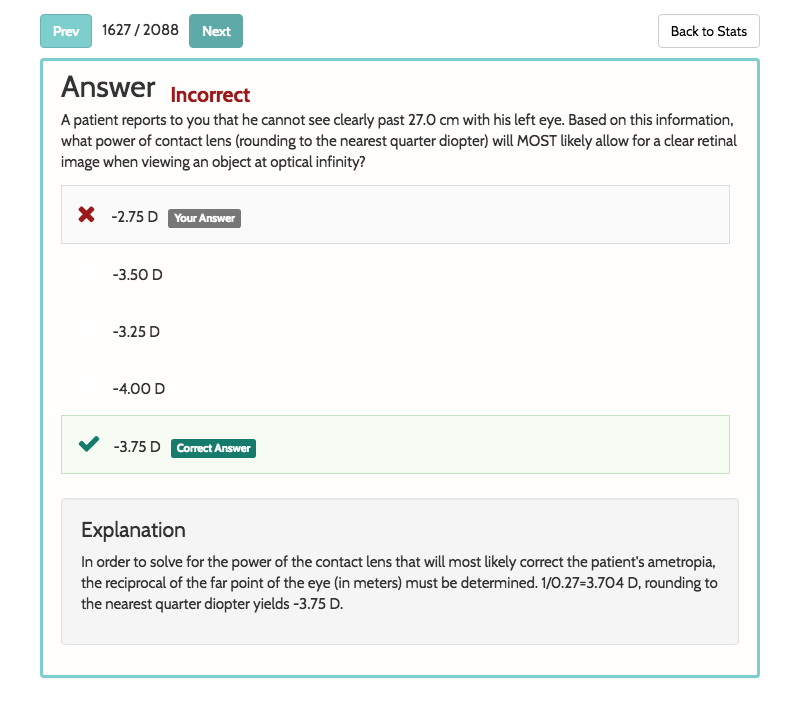 Prev 1627 / 2088 Next Back to Stats
Answer Incorrect
A patient reports to you that he cannot see clearly past 27.0 cm with his left eye. Based on this information,
what power of contact lens (rounding to the nearest quarter diopter) will MOST likely allow for a clear retinal
image when viewing an object at optical infinity?
-2.75 D Your Answer
-3.50 D
-3.25 D
-4.00 D
-3.75 D Correct Answer
Explanation
In order to solve for the power of the contact lens that will most likely correct the patient's ametropia,
the reciprocal of the far point of the eye (in meters) must be determined. 1/0.27=3.704 D, rounding to
the nearest quarter diopter yields -3.75 D.